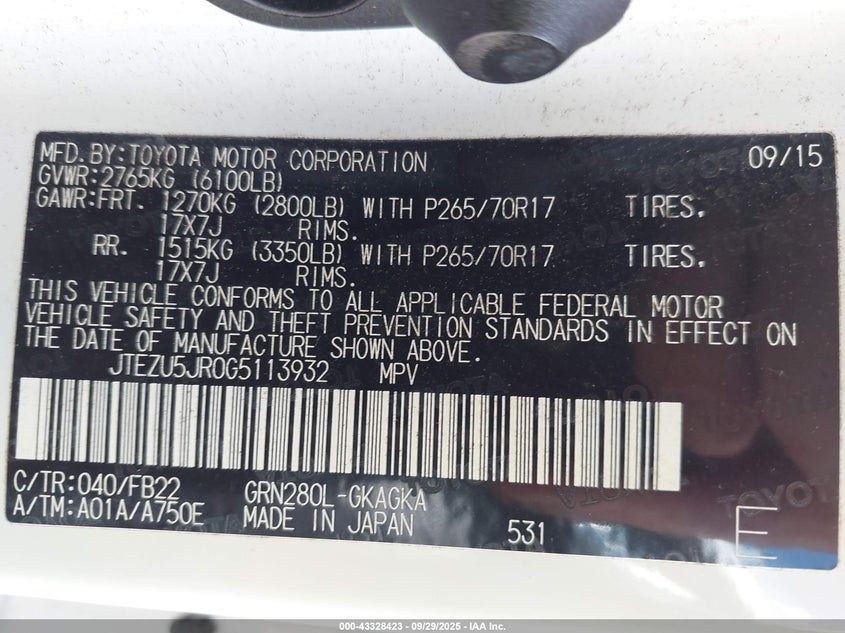 MFD.BY:TOYOTA MOTOR CORPORATION 09/15
GVWR:2765KG (6100LB)
GAWR:FRT. 1270KG (2800LB) WITH P265/70R17 TIRES.
17X7J RIMS.
RR. 1515KG (3350LB) WITH P265/70R17 TIRES.
17X7J RIMS.
THIS VEHICLE CONFORMS TO ALL APPLICABLE FEDERAL MOTOR
VEHICLE SAFETY AND THEFT PREVENTION STANDARDS IN EFFECT ON
THE DATE OF MANUFACTURE SHOWN ABOVE.
JTEZU5JR0G5113932 MPV
C/TR:040/FB22 GRN280L-GKAGKA
A/TM:A01A/A750E MADE IN JAPAN 531 E
TOYOTA
000-43328423 - 09/29/2025 - IAA Inc.